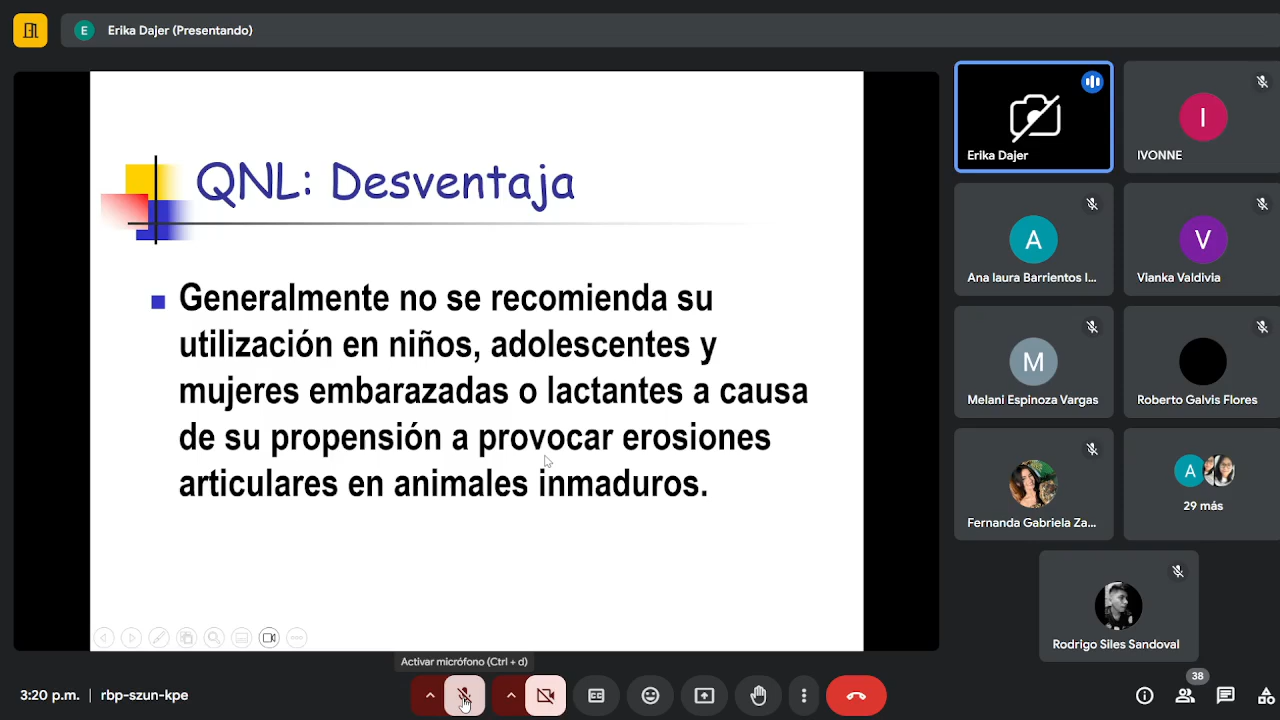 E Erika Dajer (Presentando)
QNL: Desventaja
Generalmente no se recomienda su
utilización en niños, adolescentes y
mujeres embarazadas o lactantes a causa
de su propensión a provocar erosiones
articulares en animales inmaduros.
Erika Dajer
I
IVONNE
A
Ana laura Barrientos I...
V
Vianka Valdivia
M
Melani Espinoza Vargas
Roberto Galvis Flores
Fernanda Gabriela Za...
A
29 más
Rodrigo Siles Sandoval
Activar micrófono (Ctrl + d)
3:20 p.m. | rbp-szun-kpe
38